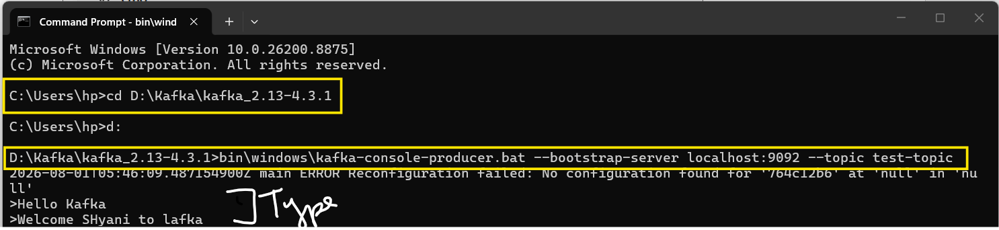 Command Prompt - bin\wind
Microsoft Windows [Version 10.0.26200.8875]
(c) Microsoft Corporation. All rights reserved.
C:\Users\hp>cd D:\Kafka\kafka_2.13-4.3.1
C:\Users\hp>d:
D:\Kafka\kafka_2.13-4.3.1>bin\windows\kafka-console-producer.bat --bootstrap-server localhost:9092 --topic test-topic
2026-08-01T05:46:09.487154900Z main ERROR Reconfiguration failed: No configuration found for '764c12b6' at 'null' in 'nu
ll'
>Hello Kafka
>Welcome SHyani to lafka
Type